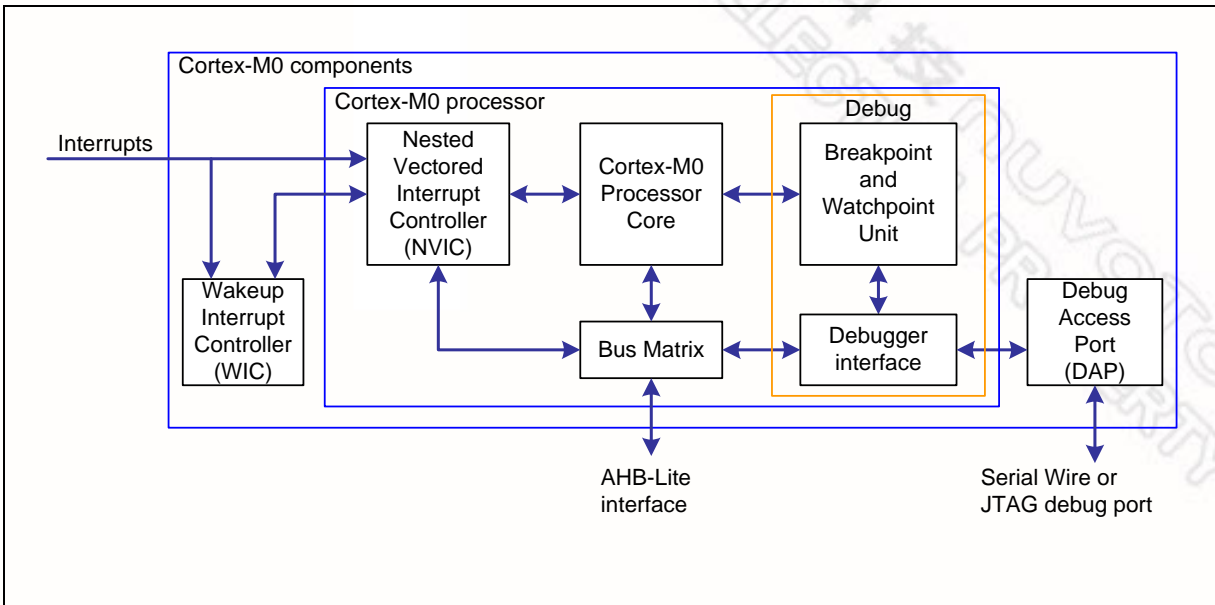 Cortex-M0 components
Cortex-M0 processor
Debug
Interrupts
Nested
Vectored
Interrupt
Controller
(NVIC)
Cortex-M0
Processor
Core
Breakpoint
and
Watchpoint
Unit
Wakeup
Interrupt
Controller
(WIC)
Bus Matrix
Debugger
interface
Debug
Access
Port
(DAP)
AHB-Lite
interface
Serial Wire or
JTAG debug port